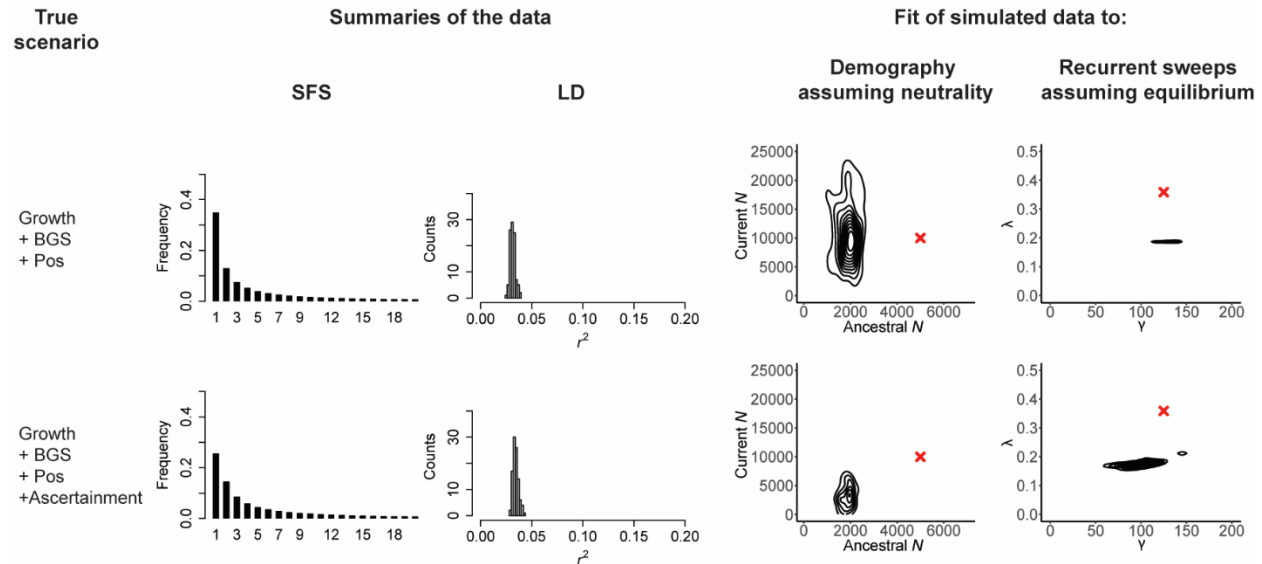 True
scenario
Summaries of the data
Fit of simulated data to:
SFS
LD
Demography
assuming neutrality
Recurrent sweeps
assuming equilibrium
Growth
+ BGS
+ Pos
Frequency
0.0 0.2 0.4
1 3 5 7 9 12 15 18
Counts
0 10 30
0.00 0.05 0.10 0.15 0.20
r²
Current N
25000
20000
15000
10000
5000
0
0 2000 4000 6000
Ancestral N
λ
0.5
0.4
0.3
0.2
0.1
0.0
0 50 100 150 200
γ
Growth
+ BGS
+ Pos
+Ascertainment
Frequency
0.0 0.2 0.4
1 3 5 7 9 12 15 18
Counts
0 10 30
0.00 0.05 0.10 0.15 0.20
r²
Current N
25000
20000
15000
10000
5000
0
0 2000 4000 6000
Ancestral N
λ
0.5
0.4
0.3
0.2
0.1
0.0
0 50 100 150 200
γ